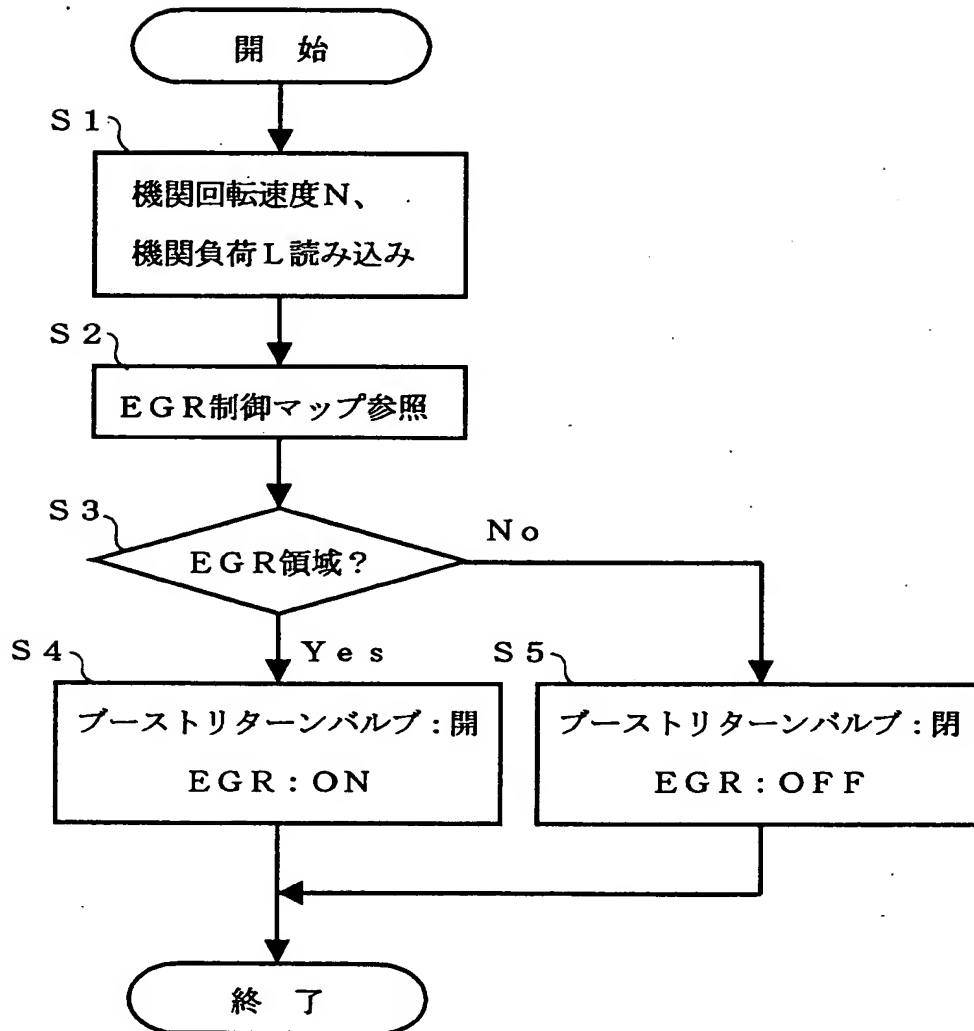 開 始
S1
機関回転速度N、
機関負荷L読み込み
S2
EGR制御マップ参照
S3
EGR領域?
No
Yes
S4
ブーストリターンバルブ:開
EGR:ON
S5
ブーストリターンバルブ:閉
EGR:OFF
終 了